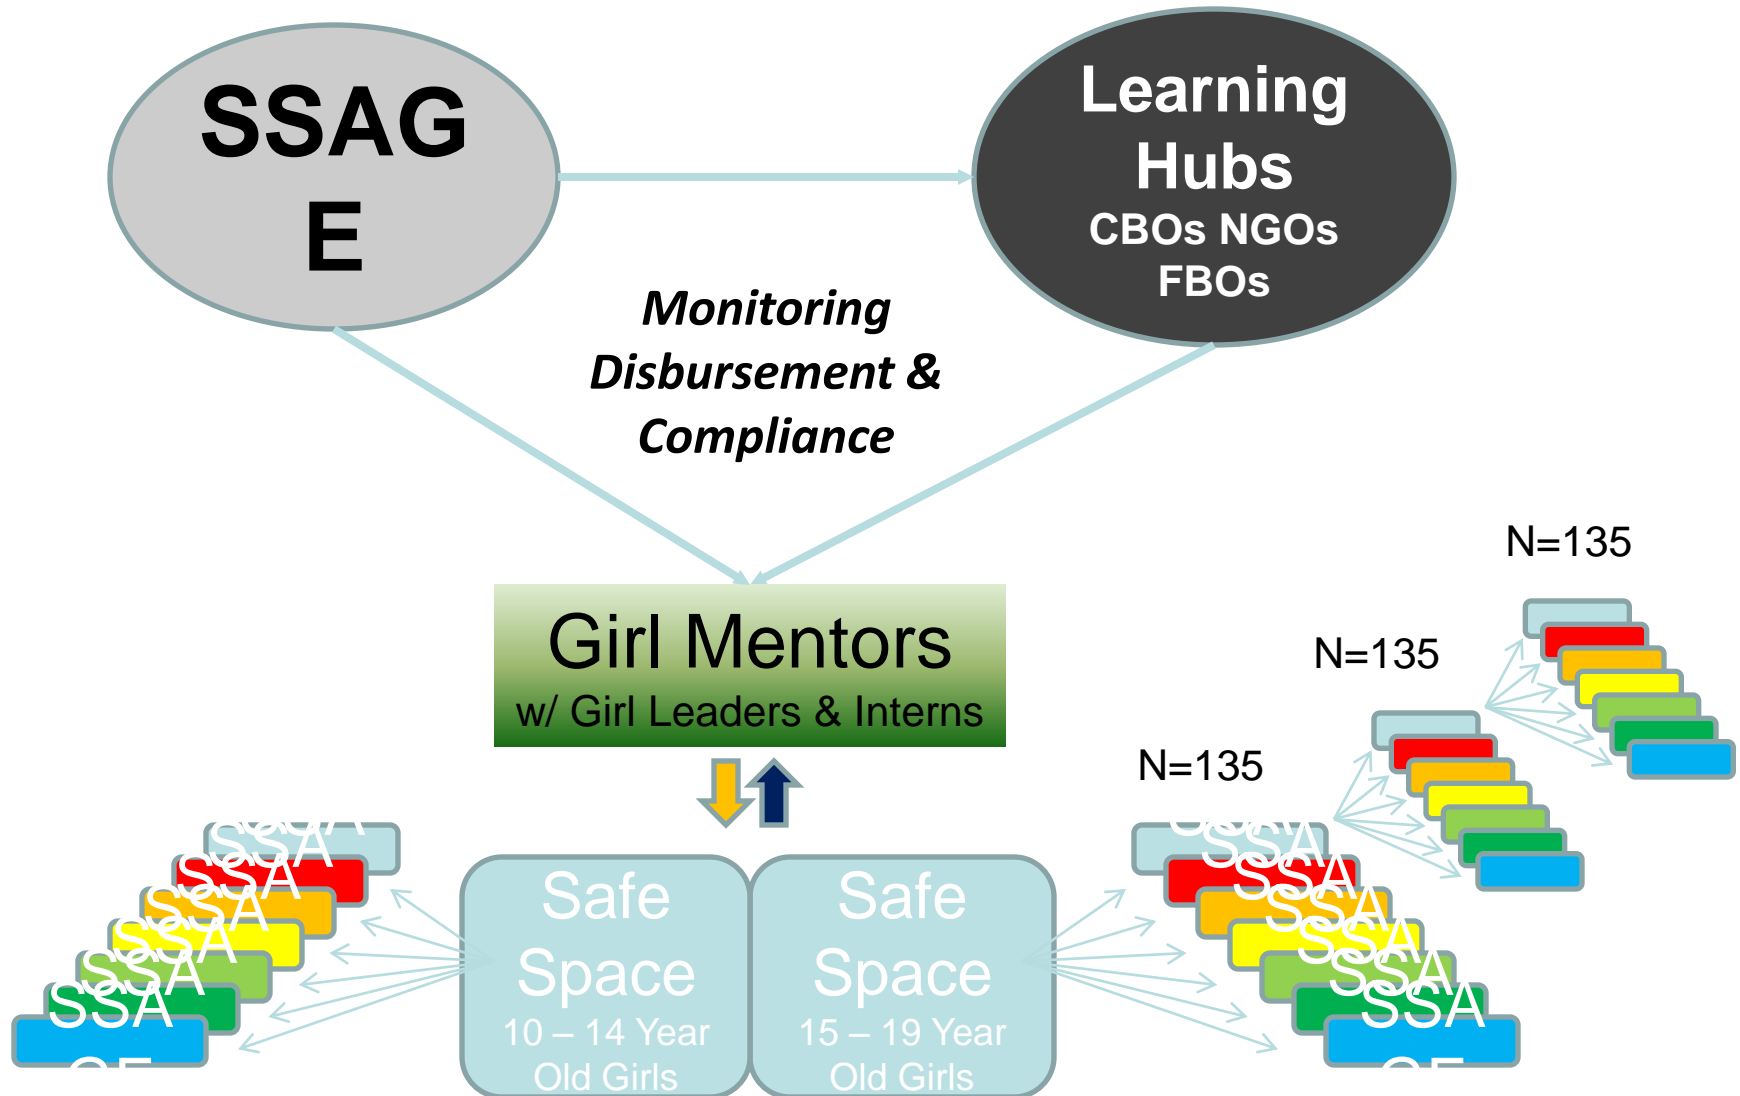 SSAG
E
Learning
Hubs
CBOs NGOs
FBOs
Monitoring
Disbursement &
Compliance
N=135
N=135
N=135
Girl Mentors
w/ Girl Leaders & Interns
Safe
Space
10 – 14 Year
Old Girls
Safe
Space
15 – 19 Year
Old Girls
SSA
SSA
SSA
SSA
SSA
SSA
SSA
SSA
SSA
SSA
SSA
SSA
SSA
SSA